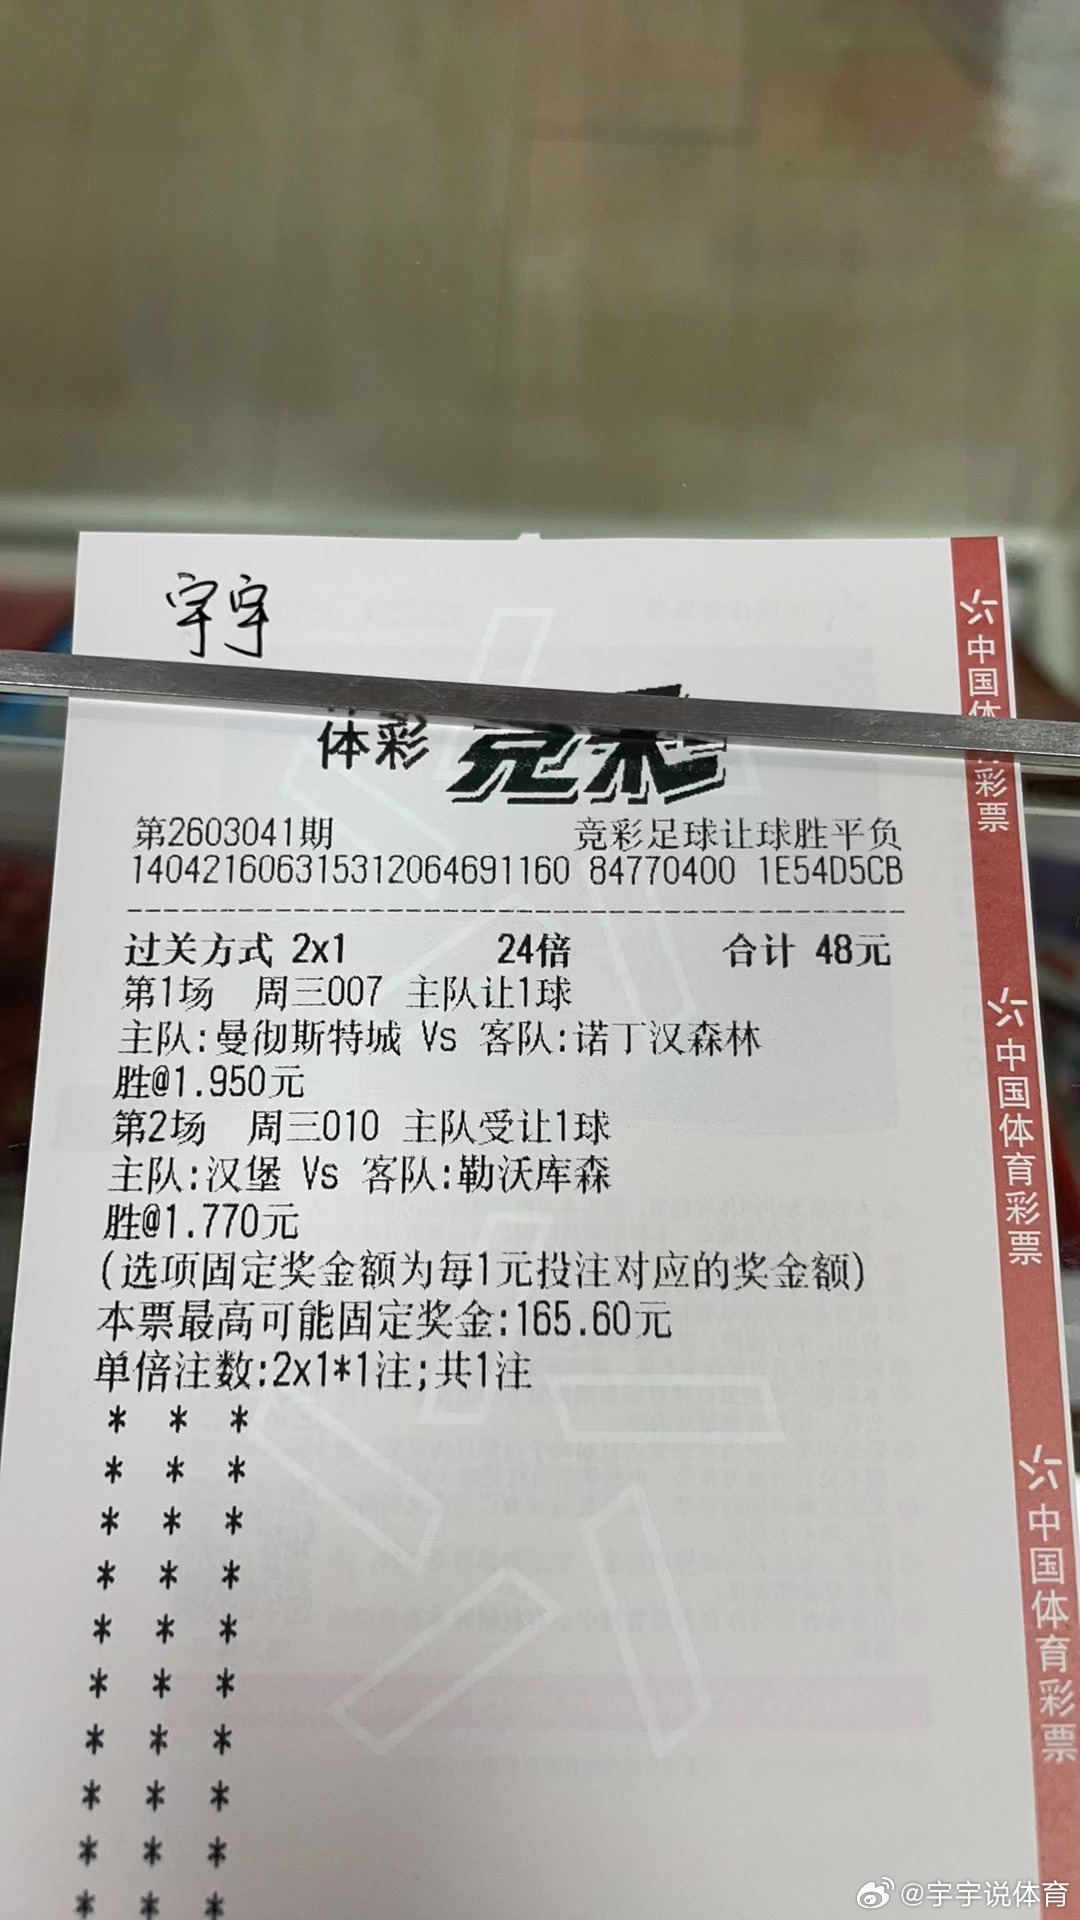 宇宇
体彩 竞彩
第2603041期 竞彩足球让球胜平负
140421606315312064691160 84770400 1E54D5CB
过关方式 2x1 24倍 合计 48元
第1场 周三007 主队让1球
主队:曼彻斯特城 Vs 客队:诺丁汉森林
胜@1.950元
第2场 周三010 主队受让1球
主队:汉堡 Vs 客队:勒沃库森
胜@1.770元
(选项固定奖金额为每1元投注对应的奖金额)
本票最高可能固定奖金:165.60元
单倍注数:2x1*1注;共1注
* * *
* * *
* * *
* * *
* * *
* * *
* * *
* * *
* * *
* * *
中国体彩票
中国体育彩票
中国体育彩票
@宇宇说体育